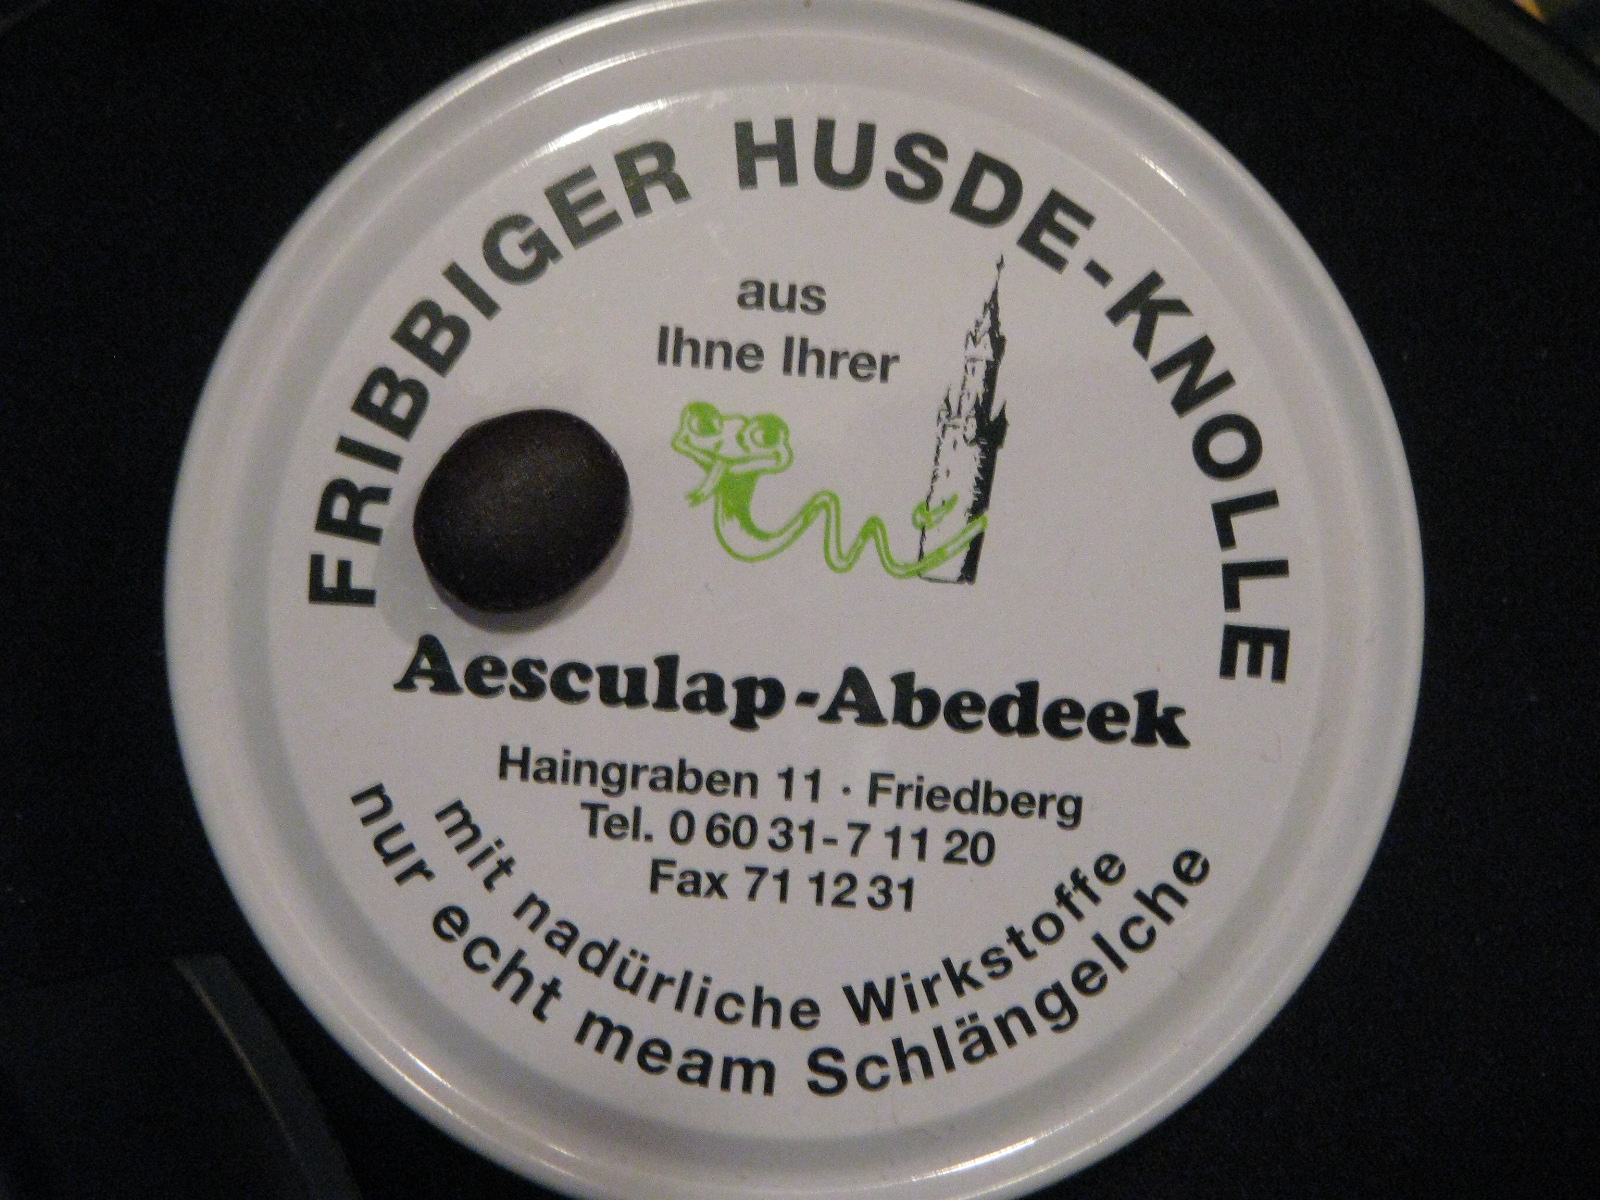 FRIBBIGER HUSDE-KNOLLE
aus
Ihne Ihrer
Aesculap-Abedeek
Haingraben 11 · Friedberg
Tel. 0 60 31-7 11 20
Fax 71 12 31
mit nadürliche Wirkstoffe
nur echt meam Schlängelche